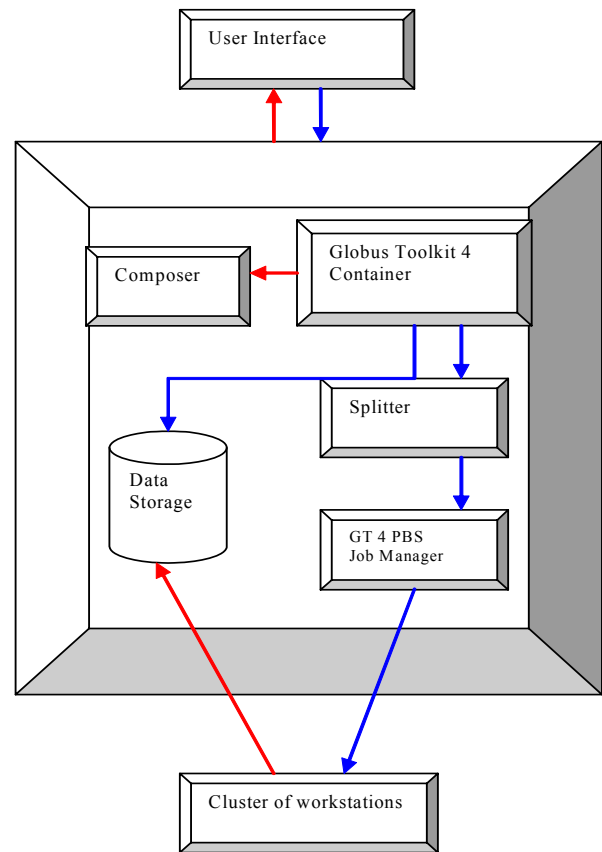 User Interface
Globus Toolkit 4
Container
Composer
Splitter
Data
Storage
GT 4 PBS
Job Manager
Cluster of workstations